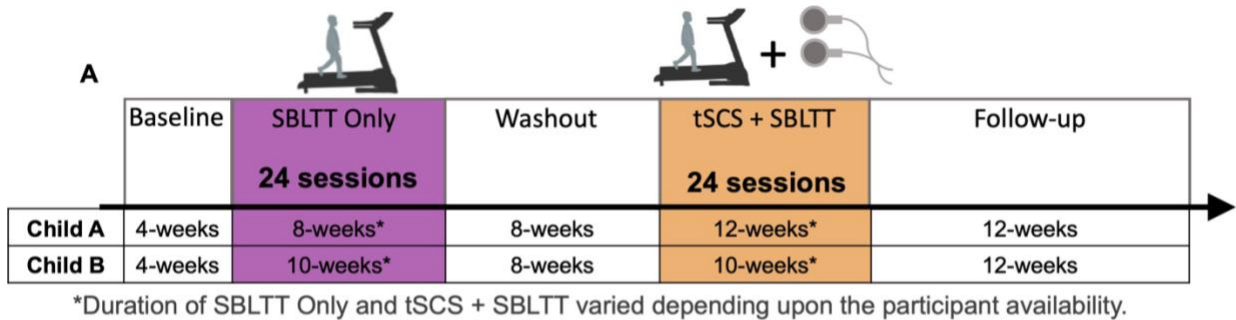 A
+
Baseline SBLTT Only Washout tSCS + SBLTT Follow-up
24 sessions 24 sessions
Child A 4-weeks 8-weeks* 8-weeks 12-weeks* 12-weeks
Child B 4-weeks 10-weeks* 8-weeks 10-weeks* 12-weeks
*Duration of SBLTT Only and tSCS + SBLTT varied depending upon the participant availability.